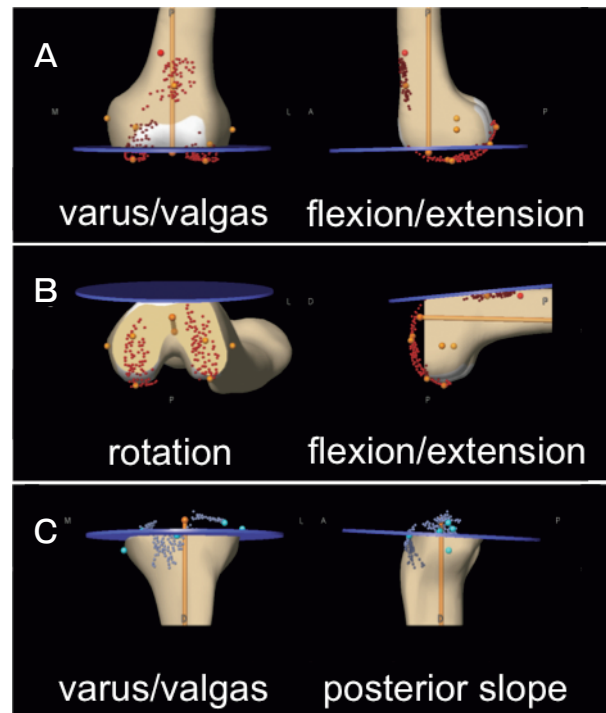 A
P
P
M
L
A
P
varus/valgas
flexion/extension
B
L
D
P
P
P
rotation
flexion/extension
C
M
L
A
P
D
D
varus/valgas
posterior slope